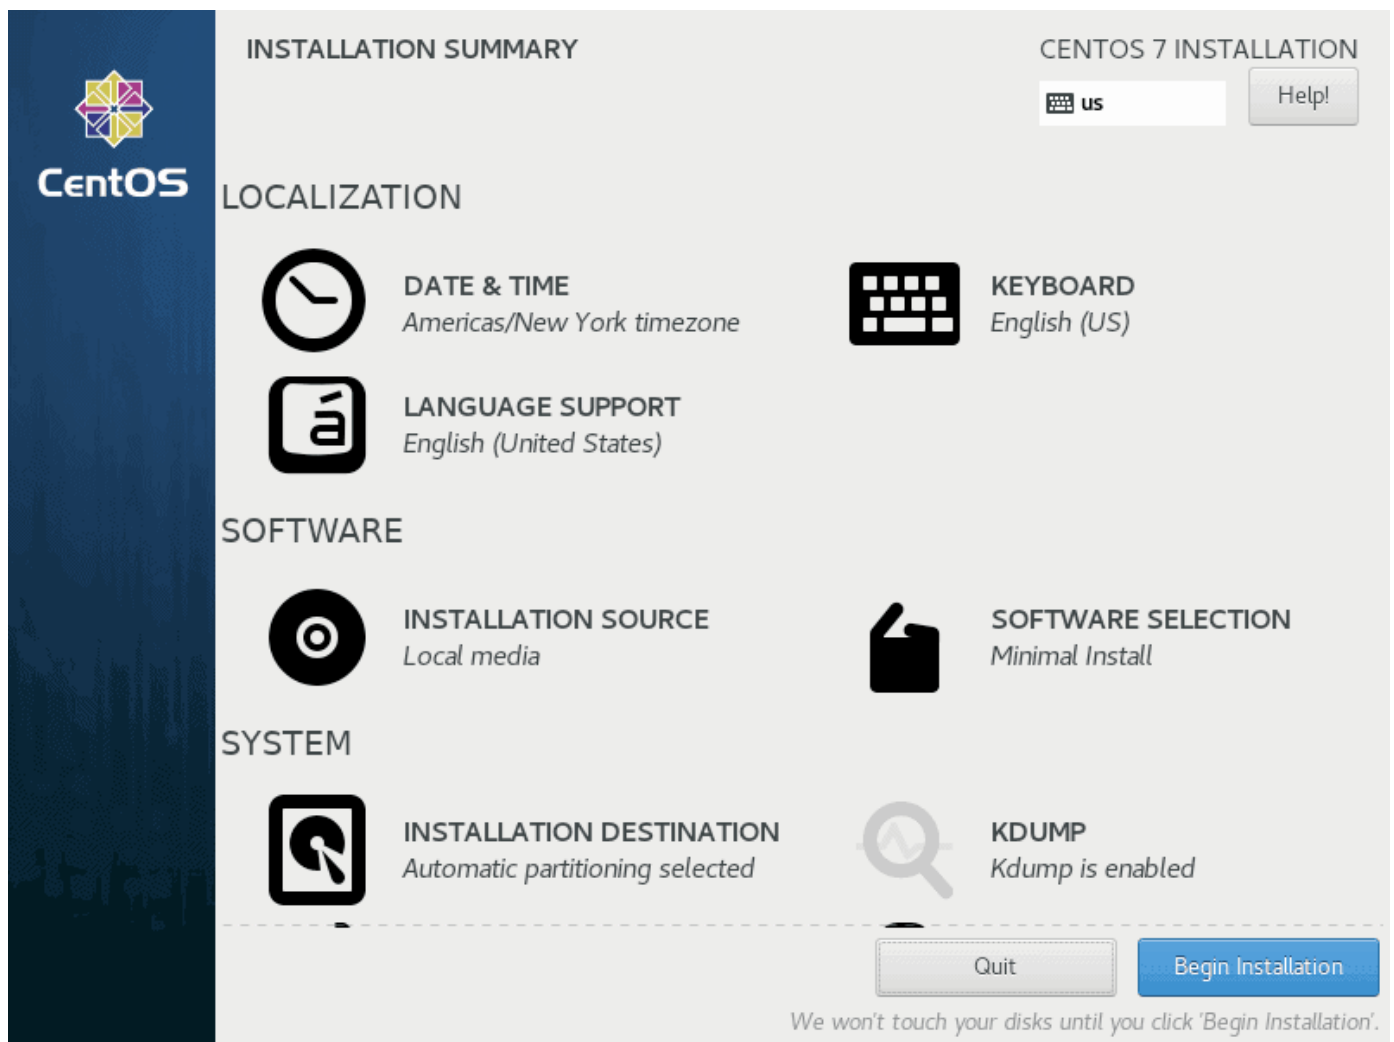 INSTALLATION SUMMARY
CENTOS 7 INSTALLATION
us
Help!
CentOS
LOCALIZATION
DATE & TIME
Americas/New York timezone
KEYBOARD
English (US)
á
LANGUAGE SUPPORT
English (United States)
SOFTWARE
INSTALLATION SOURCE
Local media
SOFTWARE SELECTION
Minimal Install
SYSTEM
INSTALLATION DESTINATION
Automatic partitioning selected
KDUMP
Kdump is enabled
Quit
Begin Installation
We won't touch your disks until you click 'Begin Installation'.